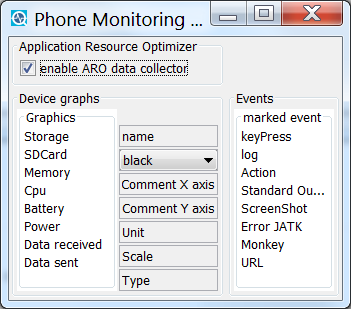 Phone Monitoring ...
Application Resource Optimizer
enable ARO data collector
Device graphs
Graphics
Storage
SDCard
Memory
Cpu
Battery
Power
Data received
Data sent
name
black
Comment X axis
Comment Y axis
Unit
Scale
Type
Events
marked event
keyPress
log
Action
Standard Ou...
ScreenShot
Error JATK
Monkey
URL